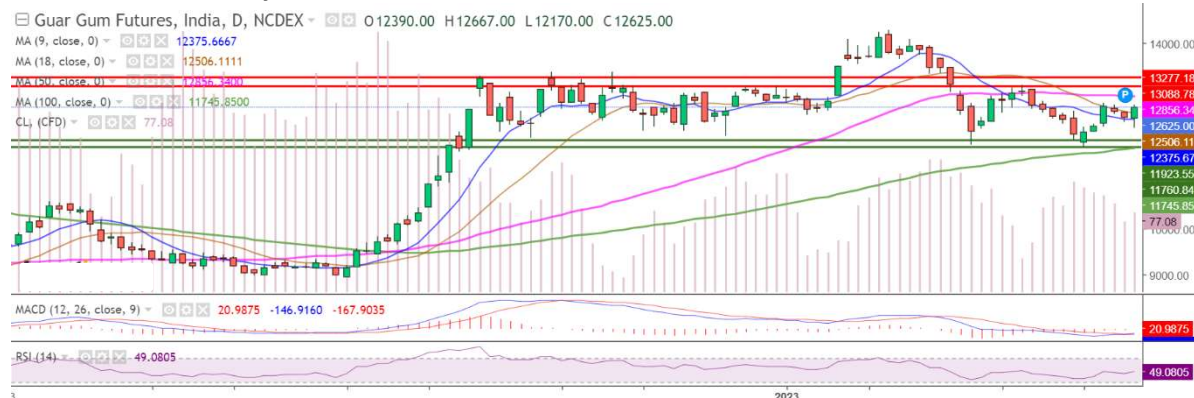 Guar Gum Futures, India, D, NCDEX O12390.00 H12667.00 L12170.00 C12625.00
MA (9, close, 0) 12375.6667
MA (18, close, 0) 12506.1111
MA (50, close, 0) 12856.3400
MA (100, close, 0) 11745.8500
CL, (CFD) 77.08
14000.00
13277.18
13088.78
P
12856.34
12625.00
12506.11
12375.67
11923.55
11760.84
11745.85
77.08
10000.00
9000.00
MACD (12, 26, close, 9) 20.9875 -146.9160 -167.9035
20.9875
RSI (14) 49.0805
49.0805
3
2023